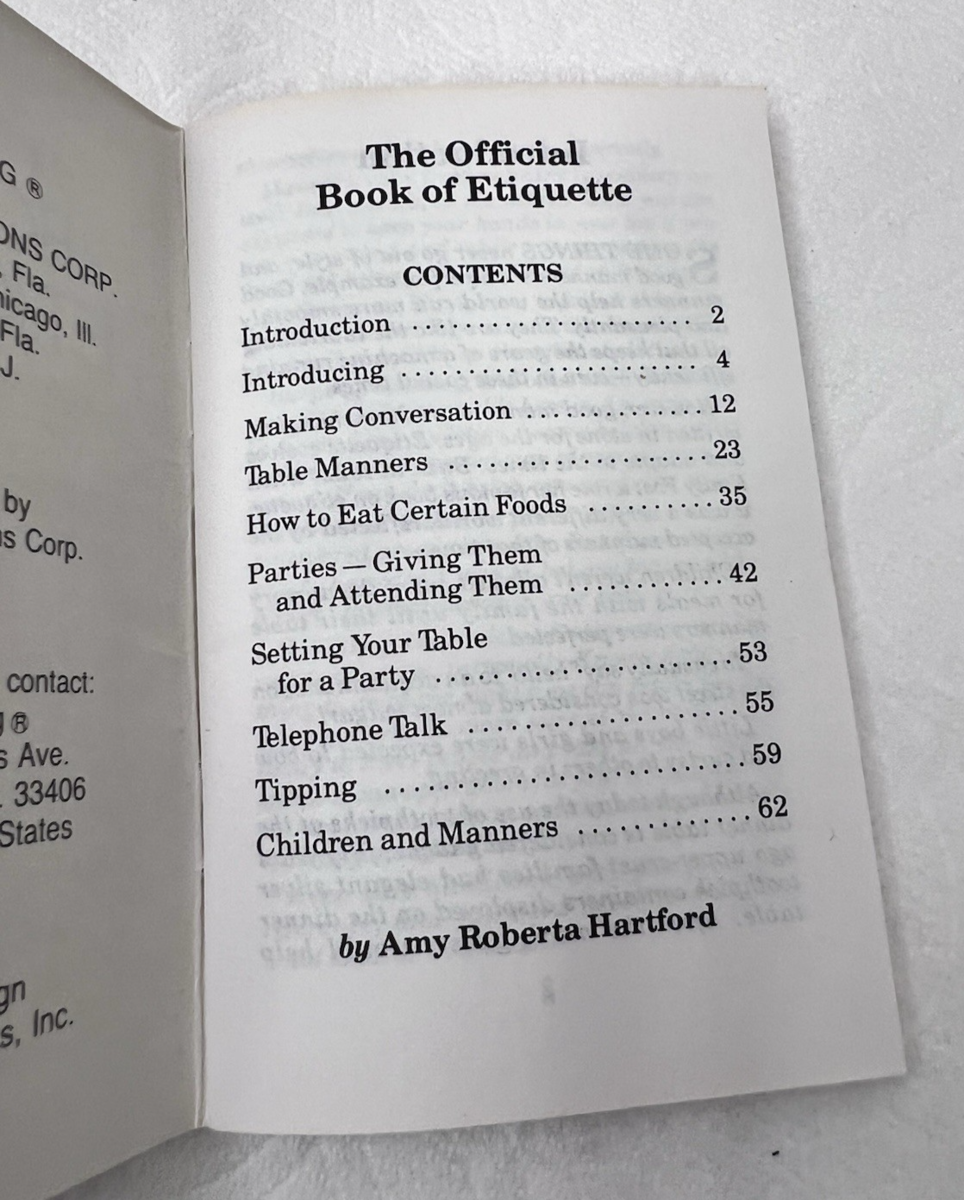 G ®
ONS CORP.
, Fla.
icago, Ill.
Fla.
J.
by
s Corp.
contact:
®
s Ave.
33406
States
gn
s, Inc.
The Official
Book of Etiquette
CONTENTS
Introduction .................... 2
Introducing ..................... 4
Making Conversation ............. 12
Table Manners ................... 23
How to Eat Certain Foods .......... 35
Parties — Giving Them
and Attending Them ............ 42
Setting Your Table
for a Party ...................... 53
Telephone Talk ................... 55
Tipping .......................... 59
Children and Manners ............. 62
by Amy Roberta Hartford